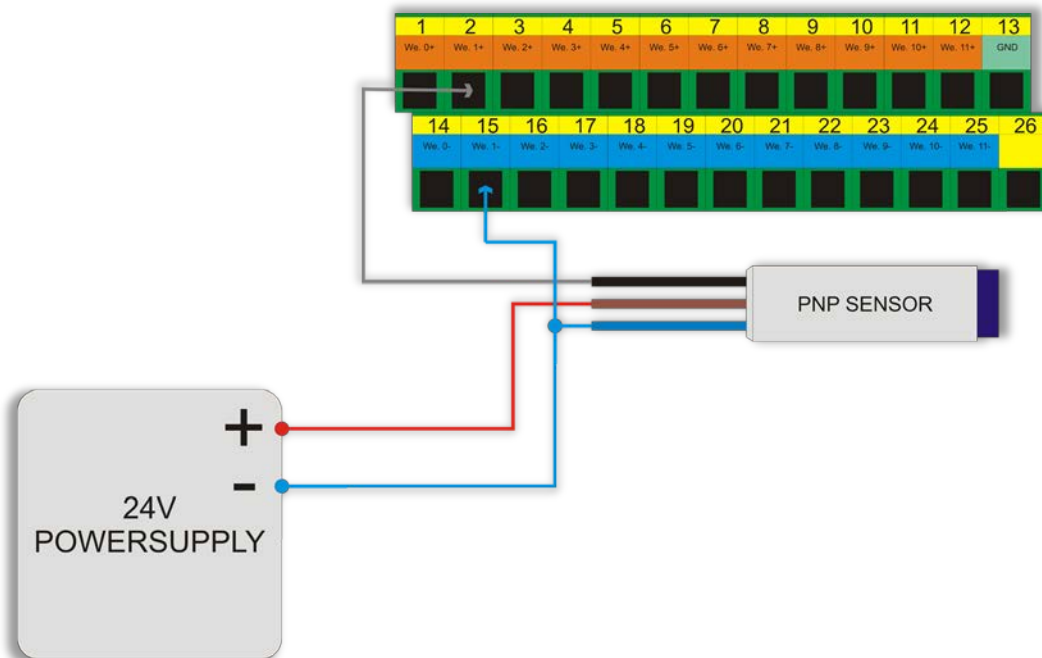 1 2 3 4 5 6 7 8 9 10 11 12 13
We. 0+ We. 1+ We. 2+ We. 3+ We. 4+ We. 5+ We. 6+ We. 7+ We. 8+ We. 9+ We. 10+ We. 11+ GND
14 15 16 17 18 19 20 21 22 23 24 25 26
We. 0- We. 1- We. 2- We. 3- We. 4- We. 5- We. 6- We. 7- We. 8- We. 9- We. 10- We. 11-
PNP SENSOR
+
-
24V
POWERSUPPLY